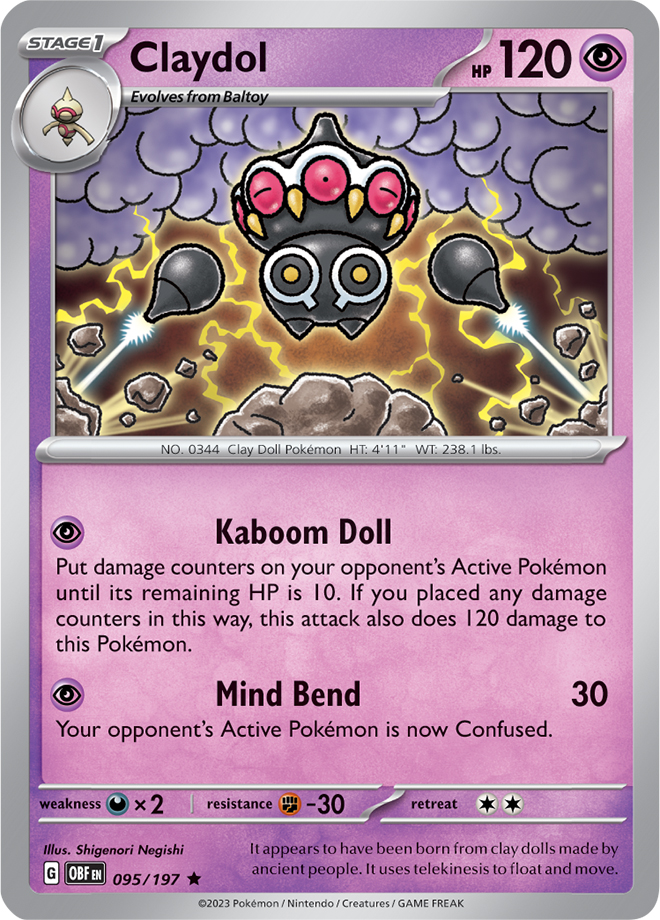 STAGE 1
Claydol
HP 120
Evolves from Baltoy
NO. 0344 Clay Doll Pokémon HT: 4'11" WT: 238.1 lbs.
Kaboom Doll
Put damage counters on your opponent's Active Pokémon
until its remaining HP is 10. If you placed any damage
counters in this way, this attack also does 120 damage to
this Pokémon.
Mind Bend 30
Your opponent's Active Pokémon is now Confused.
weakness ×2 resistance -30 retreat
Illus. Shigenori Negishi
G OBF EN 095/197 ★
It appears to have been born from clay dolls made by
ancient people. It uses telekinesis to float and move.
©2023 Pokémon / Nintendo / Creatures / GAME FREAK